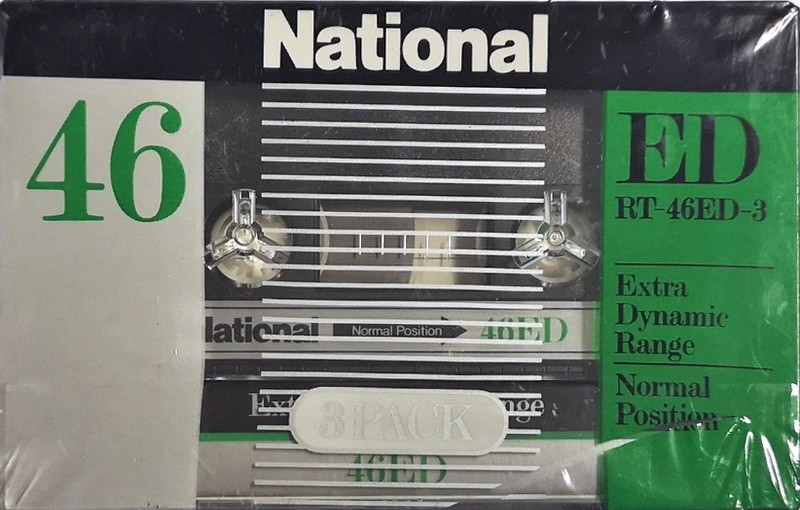 National
46
ED
RT-46ED-3
Extra
Dynamic
Range
Normal
Position
National Normal Position 46ED
3 PACK
46ED